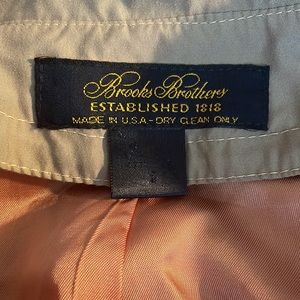 Brooks Brothers
ESTABLISHED 1818
MADE IN U.S.A-DRY CLEAN ONLY